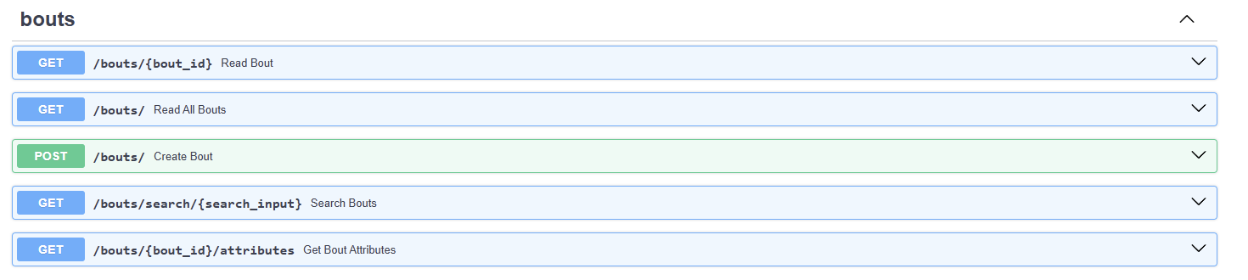 bouts
GET /bouts/{bout_id} Read Bout
GET /bouts/ Read All Bouts
POST /bouts/ Create Bout
GET /bouts/search/{search_input} Search Bouts
GET /bouts/{bout_id}/attributes Get Bout Attributes